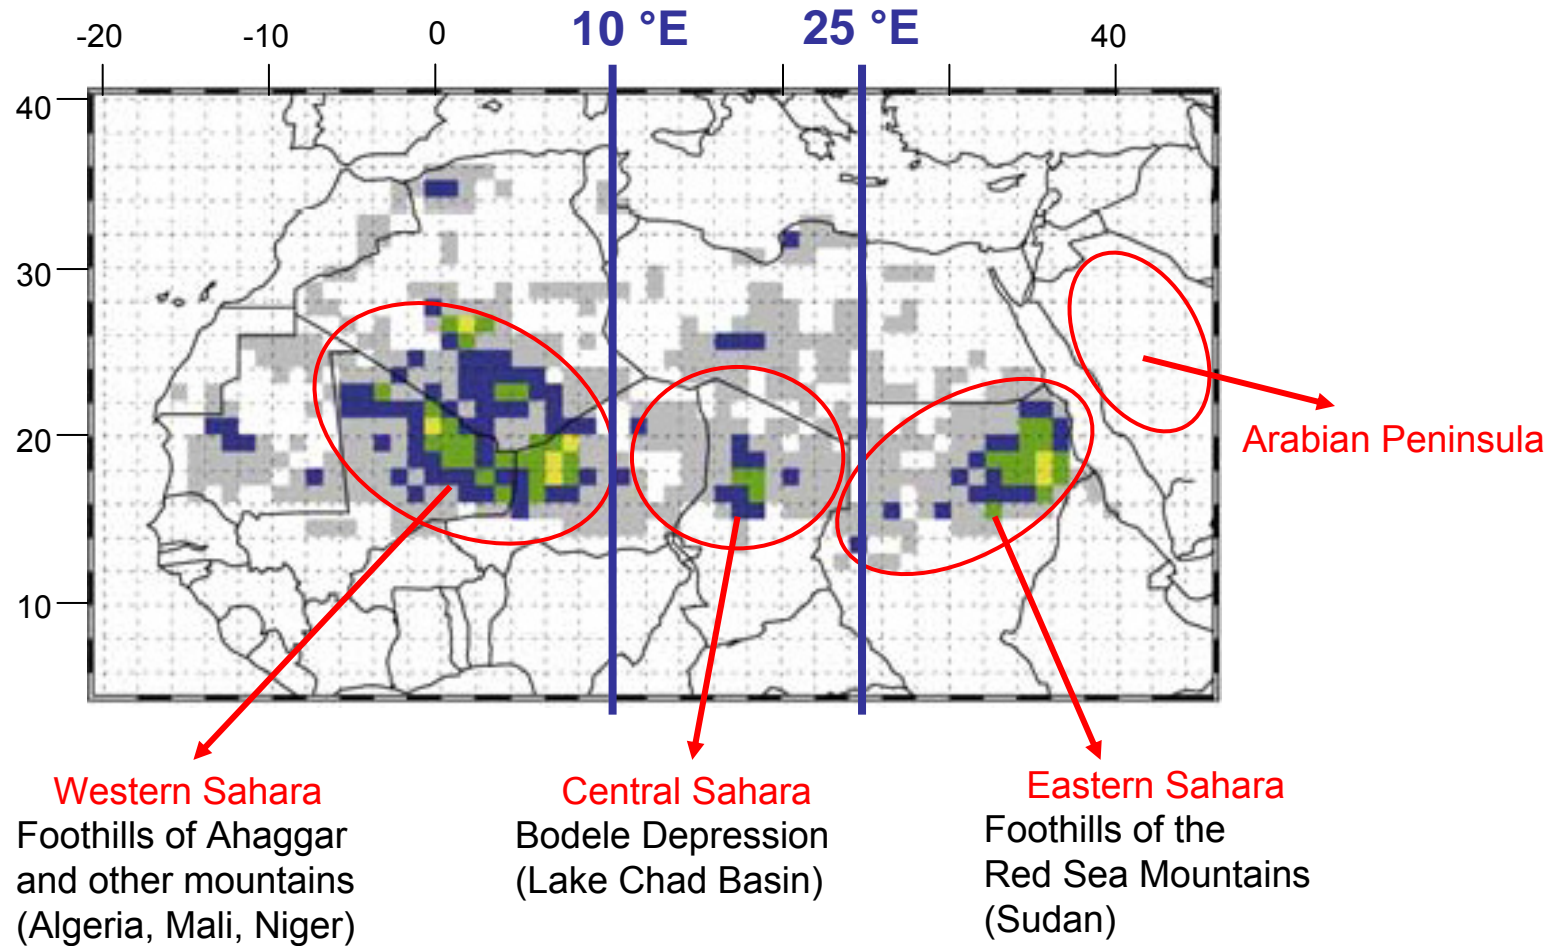 -20 -10 0 10 °E 25 °E 40
40
30
20
10
Arabian Peninsula
Western Sahara
Foothills of Ahaggar
and other mountains
(Algeria, Mali, Niger)
Central Sahara
Bodele Depression
(Lake Chad Basin)
Eastern Sahara
Foothills of the
Red Sea Mountains
(Sudan)